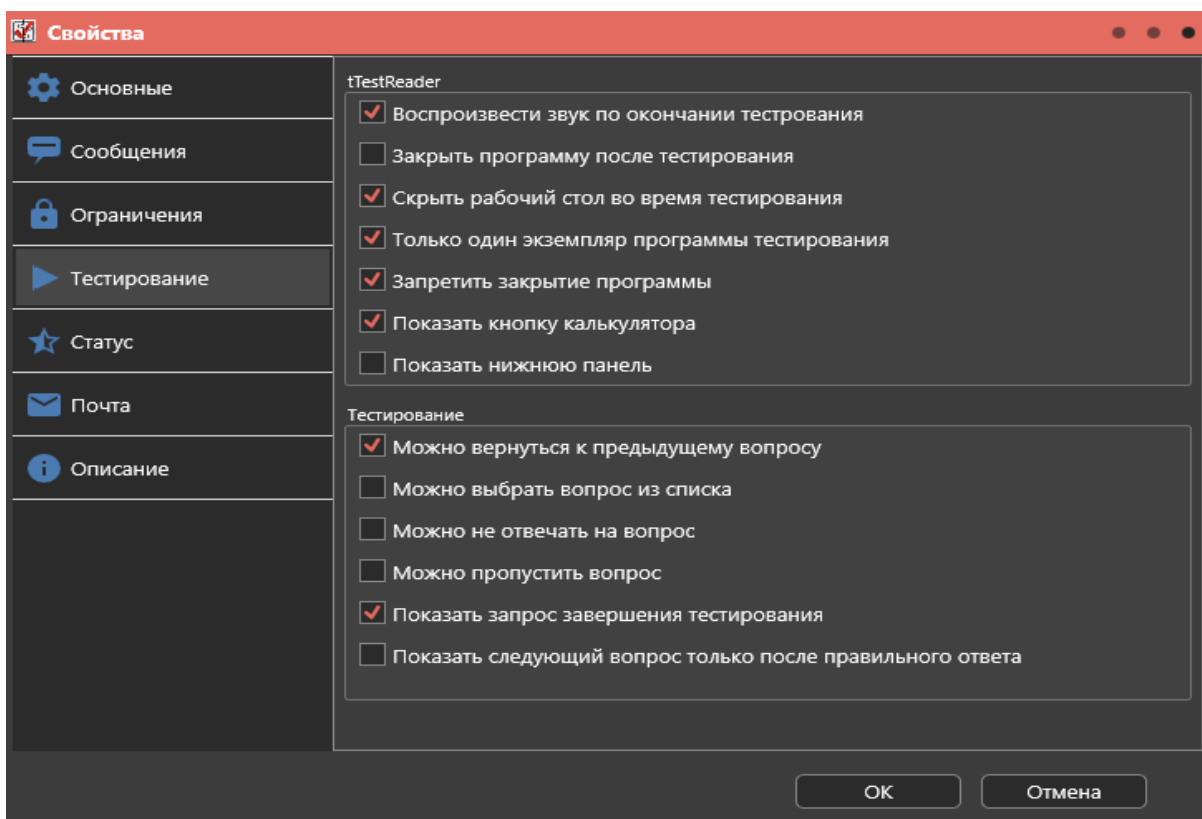 Свойства
Основные
Сообщения
Ограничения
Тестирование
Статус
Почта
Описание
tTestReader
Воспроизвести звук по окончании тестрования
Закрыть программу после тестирования
Скрыть рабочий стол во время тестирования
Только один экземпляр программы тестирования
Запретить закрытие программы
Показать кнопку калькулятора
Показать нижнюю панель
Тестирование
Можно вернуться к предыдущему вопросу
Можно выбрать вопрос из списка
Можно не отвечать на вопрос
Можно пропустить вопрос
Показать запрос завершения тестирования
Показать следующий вопрос только после правильного ответа
OK
Отмена